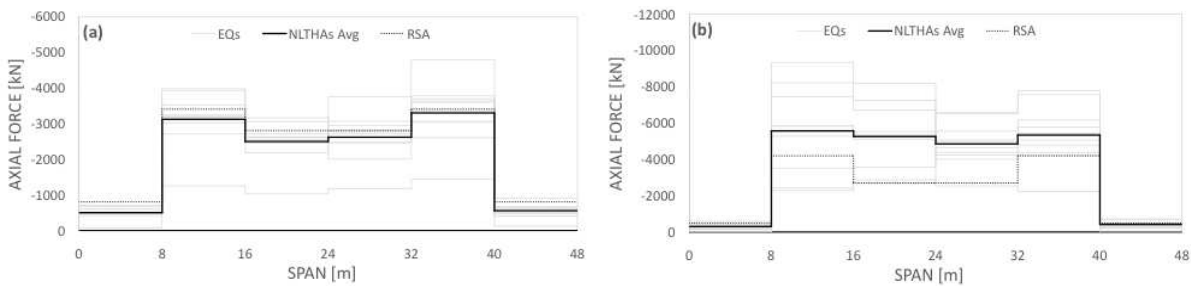 (a)
EQs NLTHAs Avg RSA
AXIAL FORCE [kN]
-6000
-5000
-4000
-3000
-2000
-1000
0
0 8 16 24 32 40 48
SPAN [m]
(b)
EQs NLTHAs Avg RSA
AXIAL FORCE [kN]
-12000
-10000
-8000
-6000
-4000
-2000
0
0 8 16 24 32 40 48
SPAN [m]